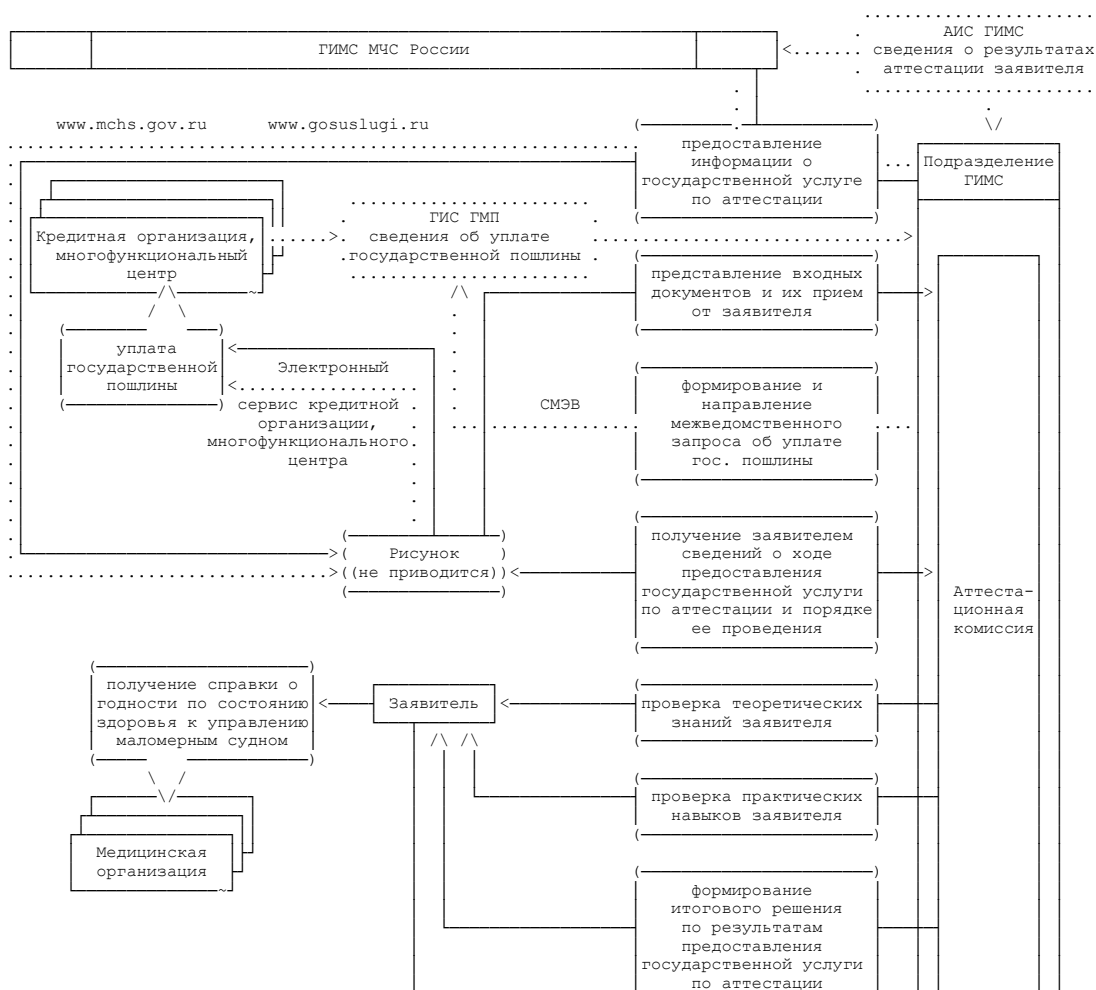 АИС ГИМС
сведения о результатах
аттестации заявителя
ГИМС МЧС России
www.mchs.gov.ru
www.gosuslugi.ru
предоставление
информации о
государственной услуге
по аттестации
Подразделение
ГИМС
Кредитная организация,
многофункциональный
центр
ГИС ГМП
сведения об уплате
государственной пошлины
представление входных
документов и их прием
от заявителя
уплата
государственной
пошлины
Электронный
сервис кредитной
организации,
многофункционального
центра
СМЭВ
формирование и
направление
межведомственного
запроса об уплате
гос. пошлины
Рисунок
(не приводится)
получение заявителем
сведений о ходе
предоставления
государственной услуги
по аттестации и порядке
ее проведения
Аттеста-
ционная
комиссия
получение справки о
годности по состоянию
здоровья к управлению
маломерным судном
Заявитель
проверка теоретических
знаний заявителя
проверка практических
навыков заявителя
Медицинская
организация
формирование
итогового решения
по результатам
предоставления
государственной услуги
по аттестации